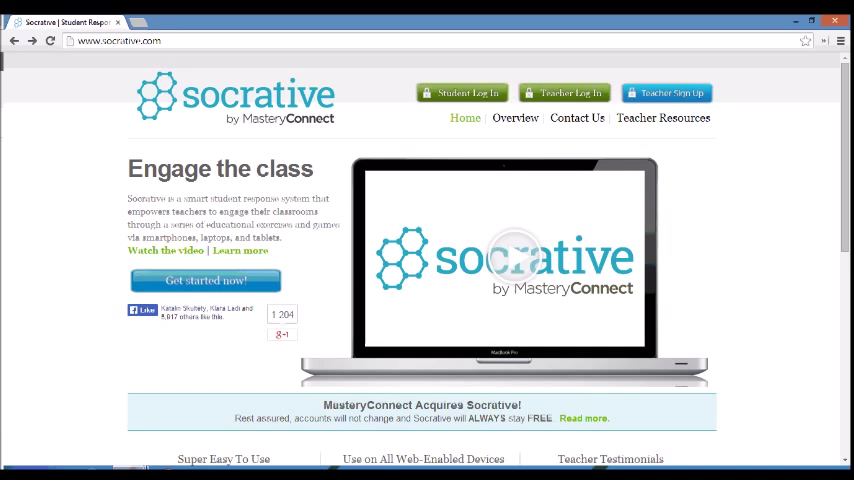 Socrative | Student Respor
www.socrative.com
socrative
by MasteryConnect
Student Log In
Teacher Log In
Teacher Sign Up
Home
Overview
Contact Us
Teacher Resources
Engage the class
Socrative is a smart student response system that
empowers teachers to engage their classrooms
through a series of educational exercises and games
via smartphones, laptops, and tablets.
Watch the video | Learn more
Get started now!
Like
Katalin Skultety, Klara Ladi and
5,917 others like this.
1 204
g+1
socrative
by MasteryConnect
MacBook Pro
MasteryConnect Acquires Socrative!
Rest assured, accounts will not change and Socrative will ALWAYS stay FREE. Read more.
Super Easy To Use
Use on All Web-Enabled Devices
Teacher Testimonials